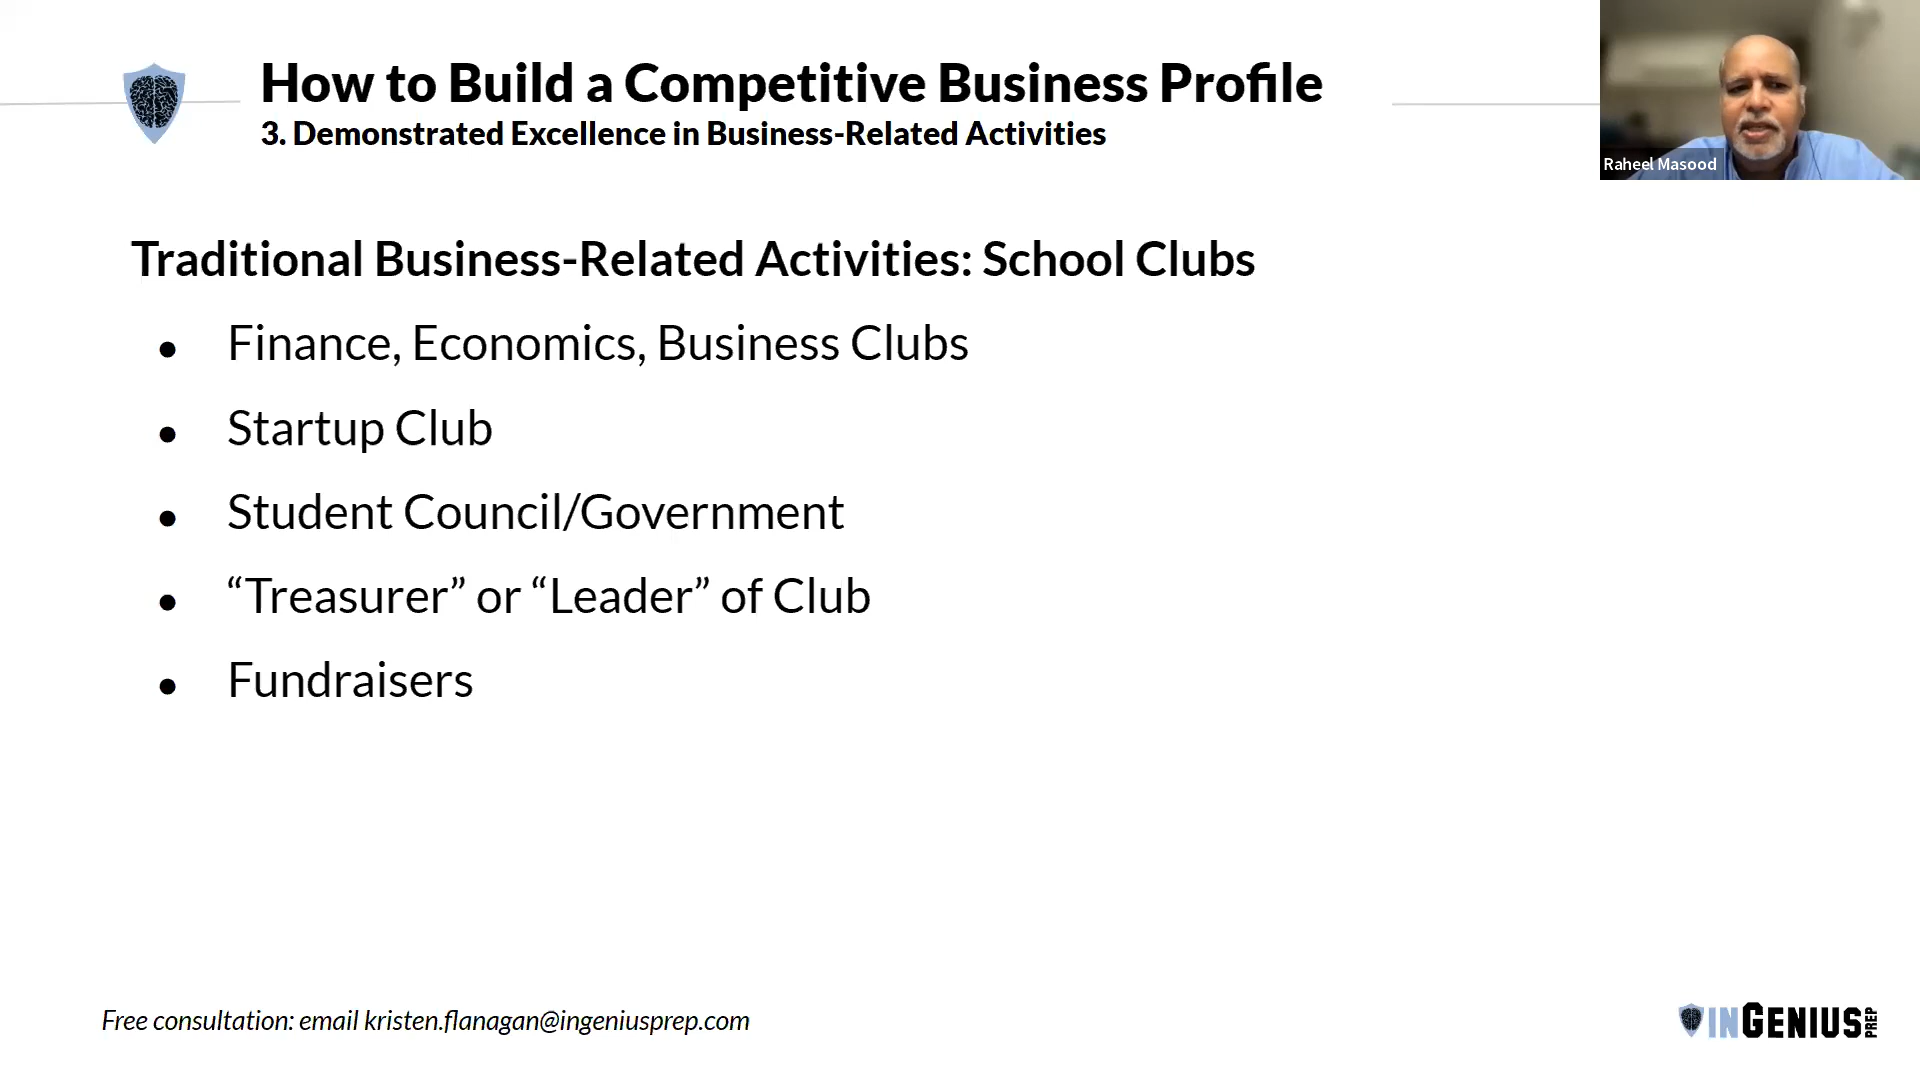 How to Build a Competitive Business Profile
3. Demonstrated Excellence in Business-Related Activities
Raheel Masood
Traditional Business-Related Activities: School Clubs
● Finance, Economics, Business Clubs
● Startup Club
● Student Council/Government
● “Treasurer” or “Leader” of Club
● Fundraisers
Free consultation: email kristen.flanagan@ingeniusprep.com
INGENIUS PREP